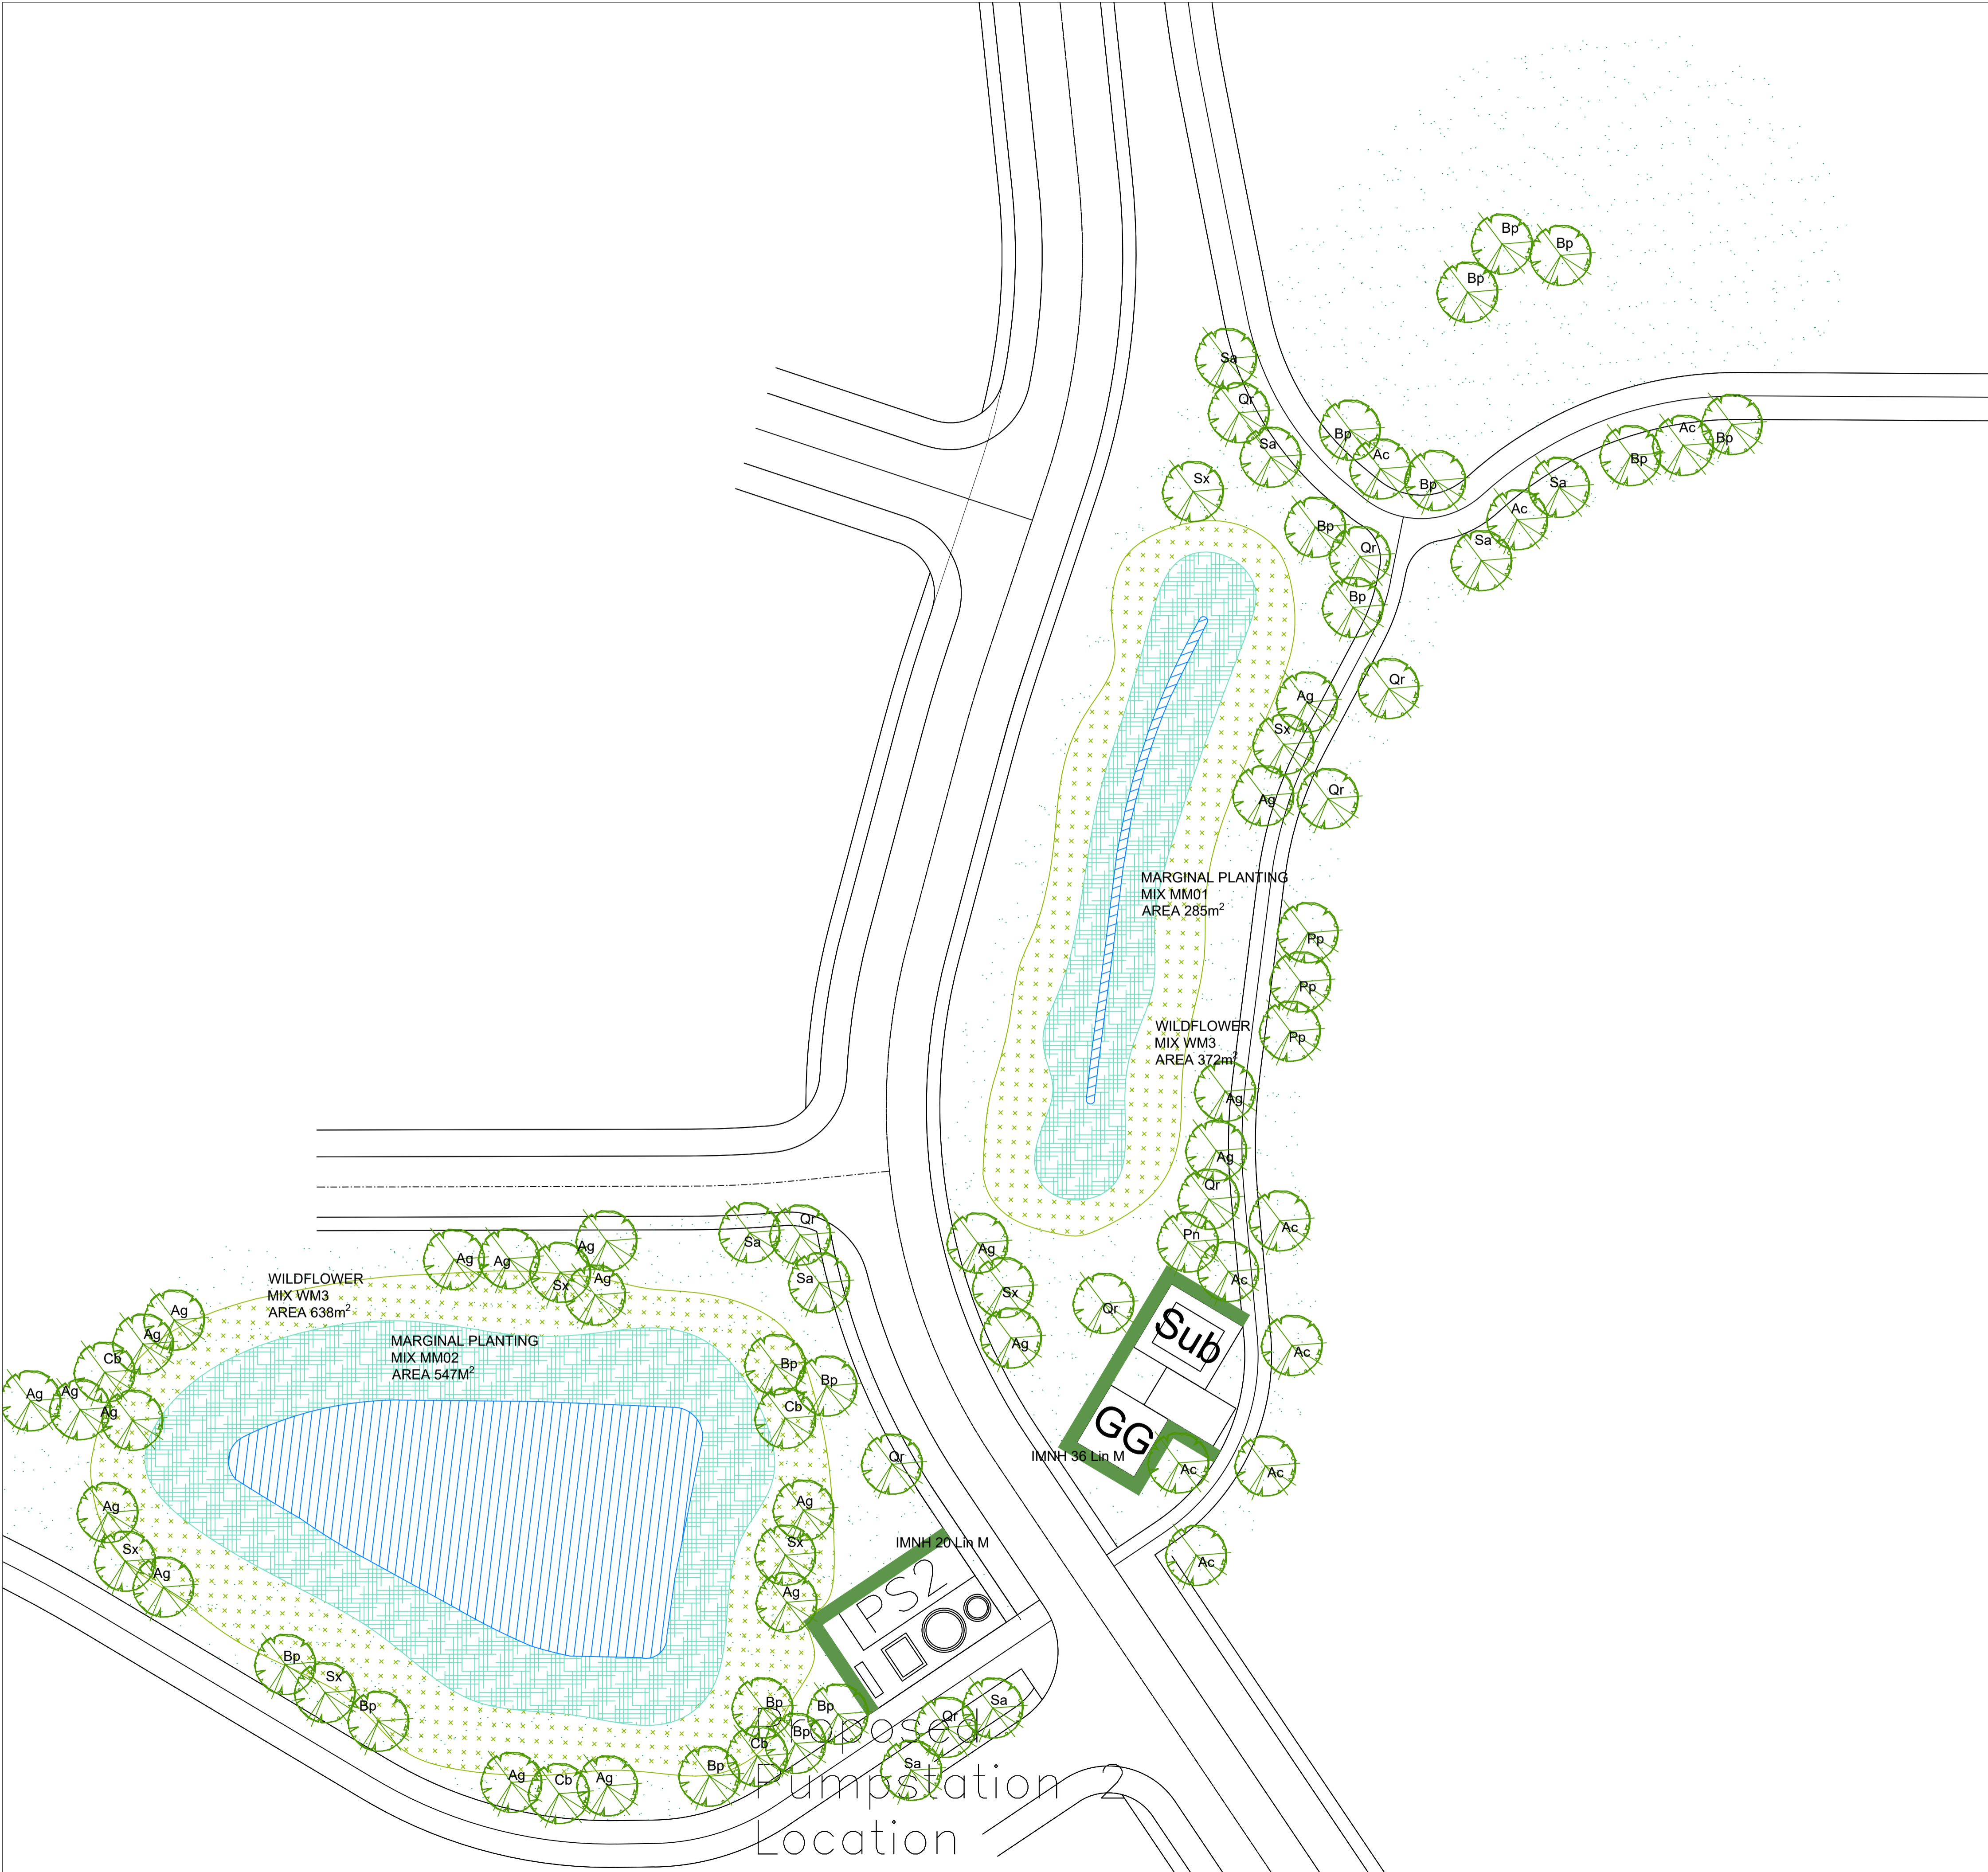 Bp
Bp
Bp
Sa
Qr
Sa
Bp
Ac
Bp
Bp
Ac
Bp
Sx
Sa
Ac
Sa
Bp
Qr
Bp
Qr
Ag
Sx
Ag
Qr
MARGINAL PLANTING
MIX MM01
AREA 285m2
Pp
Pp
Pp
WILDFLOWER
MIX WM3
AREA 372m2
Ag
Ag
Qr
Pn
Ac
Ac
Ag
Sx
Ag
Qr
Sub
GG
IMNH 36 Lin M
Ac
Ac
Ac
Ac
Sa
Qr
Sa
Ag
Ag
Sx
Ag
Ag
WILDFLOWER
MIX WM3
AREA 638m2
MARGINAL PLANTING
MIX MM02
AREA 547M2
Ag
Ag
Cb
Ag
Ag
Ag
Bp
Bp
Cb
Qr
Ag
Sx
Ag
Ag
Sx
Ag
IMNH 20 Lin M
PS2
Bp
Sx
Bp
Bp
Bp
Bp
Cb
Bp
Ag
Cb
Ag
Sa
Qr
Sa
Proposed
Pumpstation 2
Location